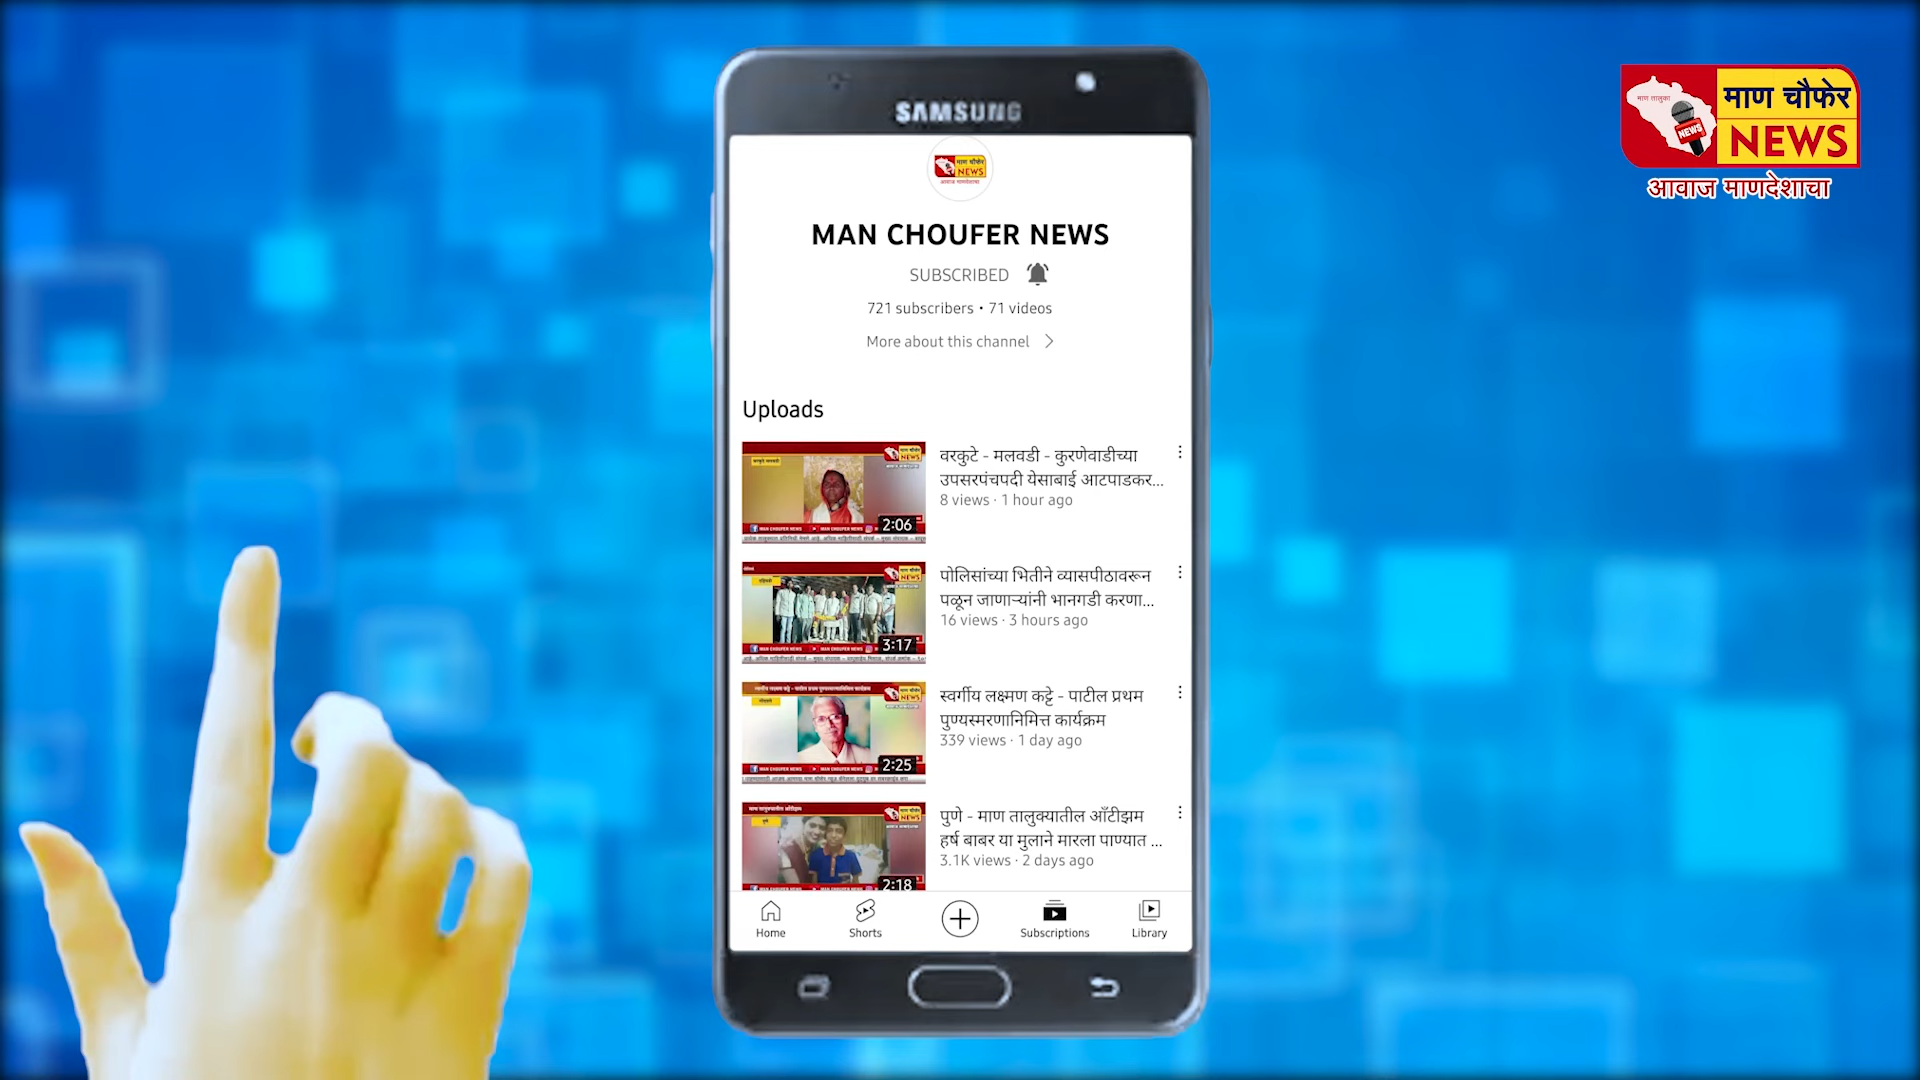 SAMSUNG
माण चौफेर
NEWS
MAN CHOUFER NEWS
SUBSCRIBED
721 subscribers • 71 videos
More about this channel
Uploads
2:06
वरकुटे - मलवडी - कुरणेवाडीच्या
उपसरपंचपदी येसाबाई आटपाडकर...
8 views · 1 hour ago
3:17
पोलिसांच्या भितीने व्यासपीठावरून
पळून जाणाऱ्यांनी भानगडी करणा...
16 views · 3 hours ago
2:25
स्वर्गीय लक्ष्मण कट्टे - पाटील प्रथम
पुण्यस्मरणानिमित्त कार्यक्रम
339 views · 1 day ago
2:18
पुणे - माण तालुक्यातील ऑटीझम
हर्ष बाबर या मुलाने मारला पाण्यात ...
3.1K views · 2 days ago
Home
Shorts
Subscriptions
Library
माण तालुका
NEWS
माण चौफेर
NEWS
आवाज माणदेशाचा